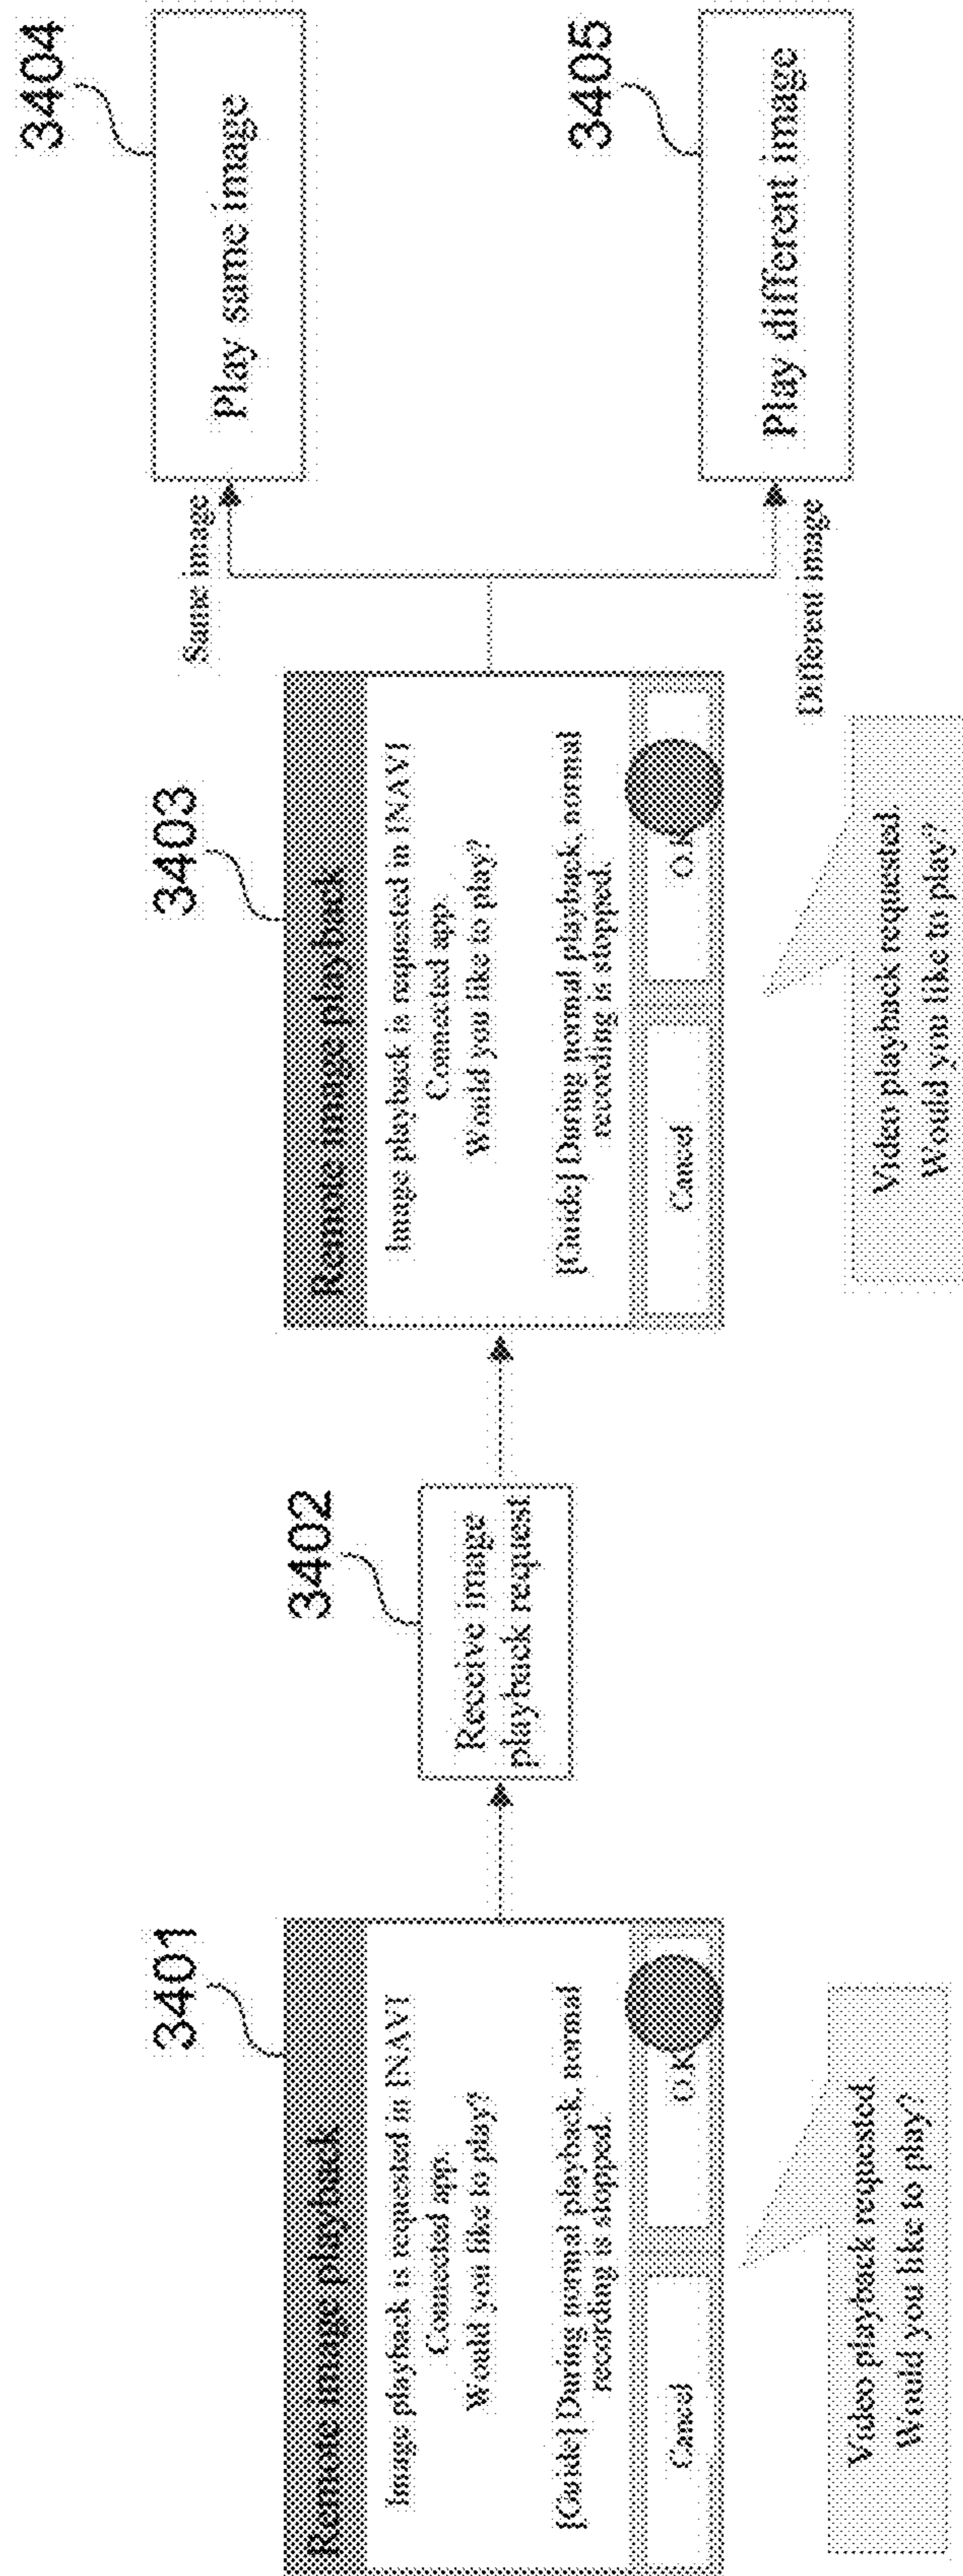 3401
Remote image playback
Image playback is requested in INAVI
Connected app.
Would you like to play?
[Guide] During normal playback, normal
recording is stopped.
Cancel
O.K
Video playback requested.
Would you like to play?
3402
Receive image
playback request
3403
Remote image playback
Image playback is requested in INAVI
Connected app.
Would you like to play?
[Guide] During normal playback, normal
recording is stopped.
Cancel
O.K
Video playback requested.
Would you like to play?
Same image
3404
Play same image
Different image
3405
Play different image